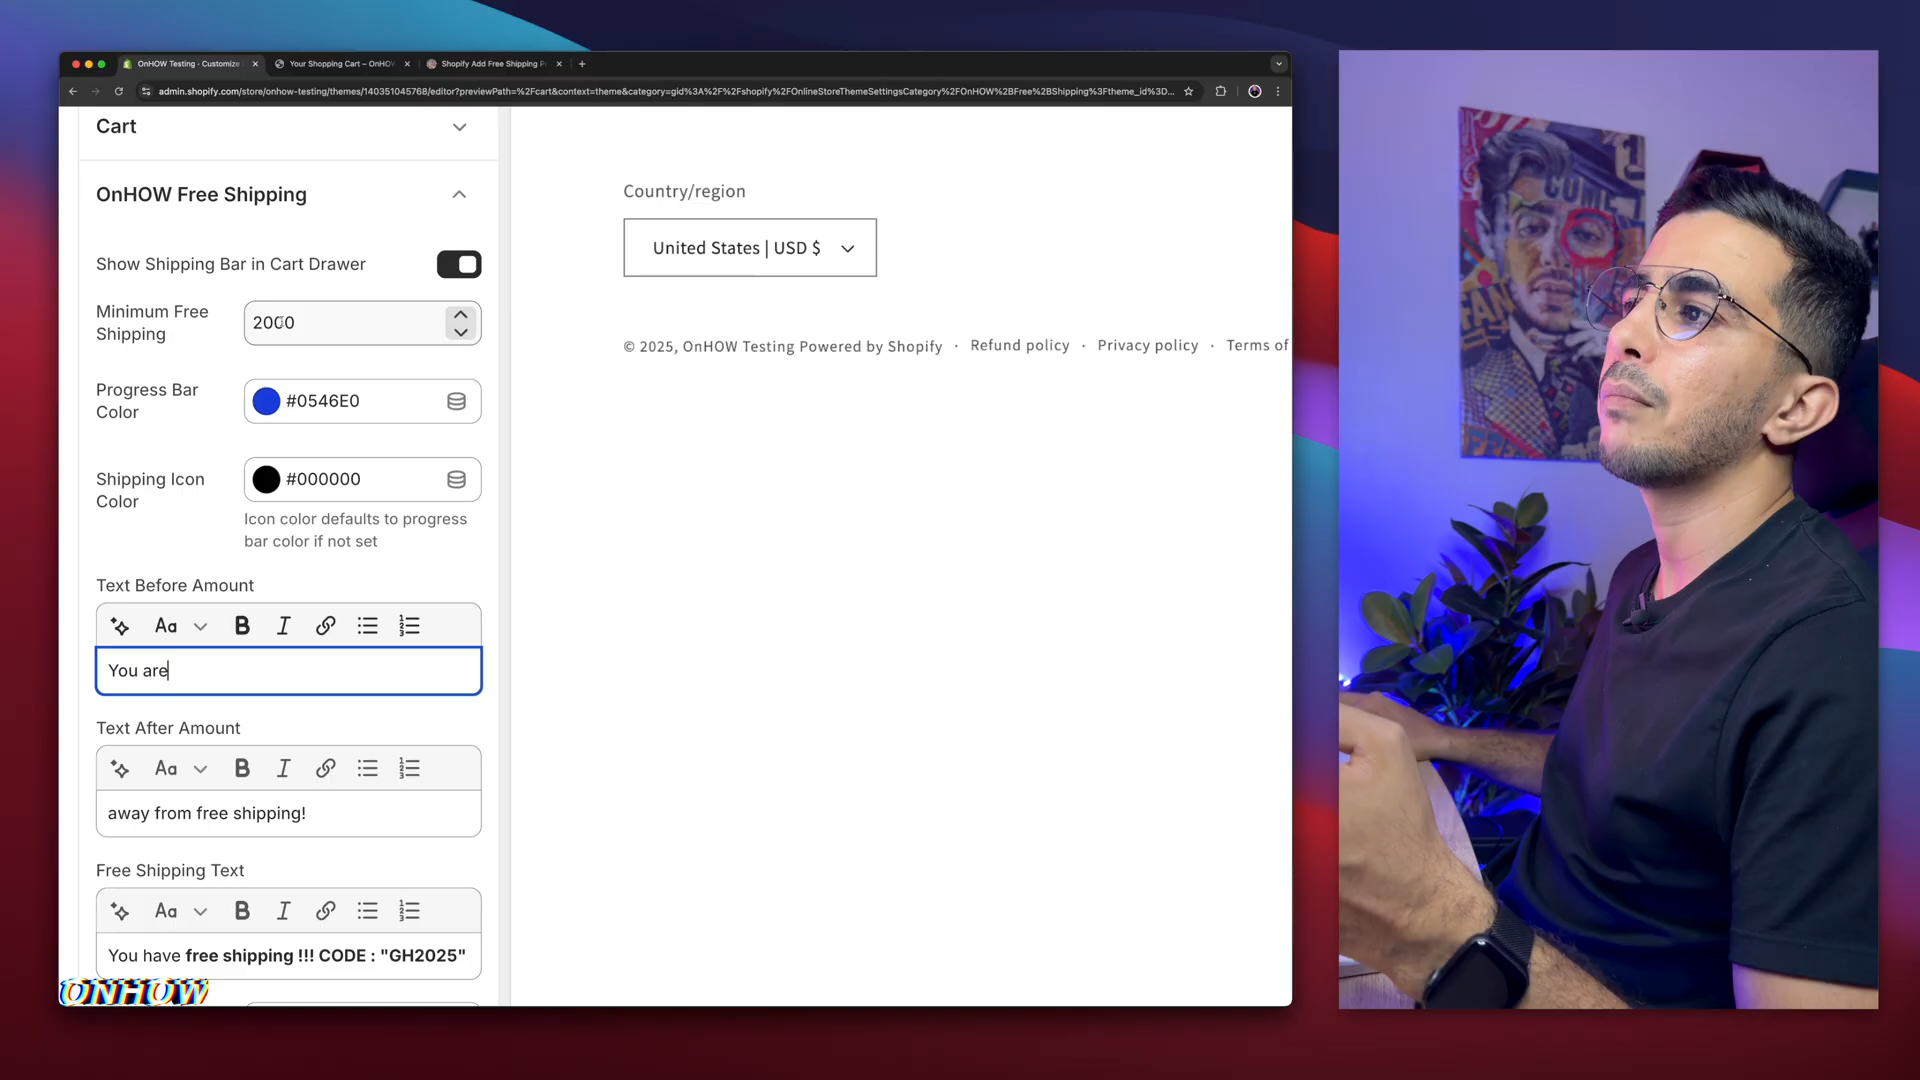 OnHOW Testing · Customize
Your Shopping Cart – OnHOW
Shopify Add Free Shipping P
admin.shopify.com/store/onhow-testing/themes/140351045768/editor?previewPath=%2Fcart&context=theme&category=gid%3A%2F%2Fshopify%2FOnlineStoreThemeSettingsCategory%2FOnHOW%2BFree%2BShipping%3Ftheme_id%3D...
Cart
OnHOW Free Shipping
Show Shipping Bar in Cart Drawer
Minimum Free
Shipping
2000
Progress Bar
Color
#0546E0
Shipping Icon
Color
#000000
Icon color defaults to progress
bar color if not set
Text Before Amount
Aa B I
You are
Text After Amount
Aa B I
away from free shipping!
Free Shipping Text
Aa B I
You have free shipping !!! CODE : "GH2025"
ONHOW
Country/region
United States | USD $
© 2025, OnHOW Testing Powered by Shopify · Refund policy · Privacy policy · Terms of